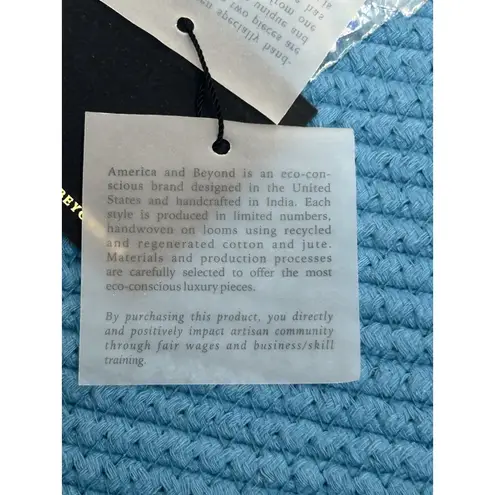 America and Beyond is an eco-con-
scious brand designed in the United
States and handcrafted in India. Each
style is produced in limited numbers,
handwoven on looms using recycled
and regenerated cotton and jute.
Materials and production processes
are carefully selected to offer the most
eco-conscious luxury pieces.
By purchasing this product, you directly
and positively impact artisan community
through fair wages and business/skill
training.
BEYO